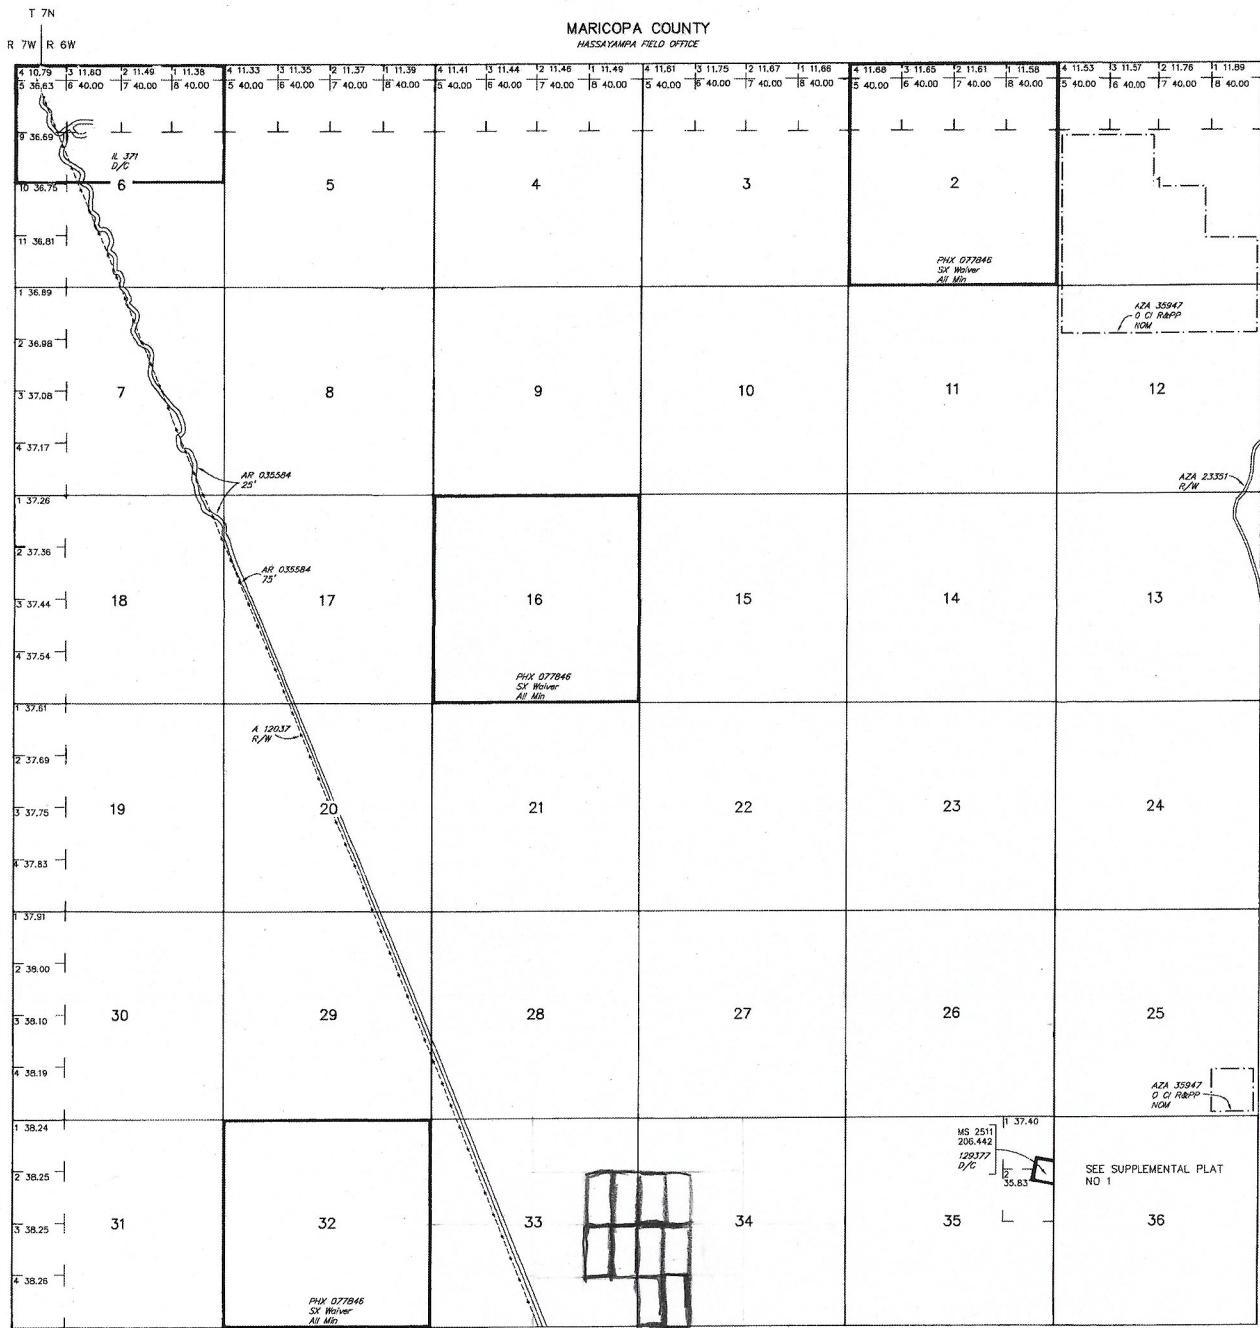 T 7N
MARICOPA COUNTY
R 7W R 6W
HASSAYAMPA FIELD OFFICE
4 10.79 3 11.60 2 11.49 1 11.38 4 11.33 3 11.35 2 11.37 1 11.39 4 11.41 3 11.44 2 11.46 1 11.49 4 11.61 3 11.75 2 11.67 1 11.66 4 11.68 3 11.65 2 11.61 1 11.58 4 11.53 3 11.57 2 11.76 1 11.89
5 36.63 6 40.00 7 40.00 8 40.00 5 40.00 6 40.00 7 40.00 8 40.00 5 40.00 6 40.00 7 40.00 8 40.00 5 40.00 6 40.00 7 40.00 8 40.00 5 40.00 6 40.00 7 40.00 8 40.00 5 40.00 6 40.00 7 40.00 8 40.00
9 36.69
IL 371
D/C
10 36.75 6 5 4 3 2 1
11 36.81
PHX 077846
SX Waiver
All Min
1 36.89
AZA 35947
O Cl R&PP
NOM
2 36.98
3 37.08 7 8 9 10 11 12
4 37.17
AR 035584
25'
AZA 23351
R/W
1 37.26
2 37.36
AR 035584
75'
3 37.44 18 17 16 15 14 13
4 37.54
PHX 077846
SX Waiver
All Min
1 37.61
A 12037
R/W
2 37.69
3 37.75 19 20 21 22 23 24
4 37.83
1 37.91
2 38.00
3 38.10 30 29 28 27 26 25
4 38.19
AZA 35947
O Cl R&PP
NOM
1 38.24
1 37.40
MS 2511
206.442
129377
D/C
2 38.25
2
35.83
SEE SUPPLEMENTAL PLAT
NO 1
3 38.25 31 32 33 34 35 36
4 38.26
PHX 077846
SX Waiver
All Min